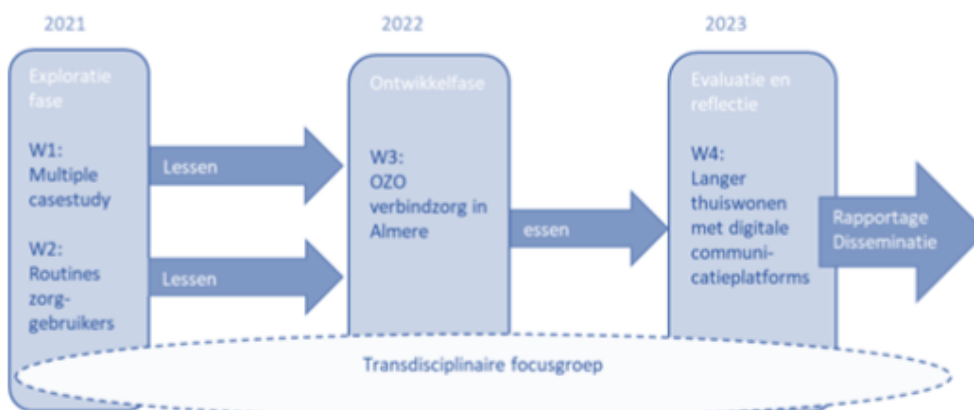 2021
2022
2023
Exploratie
fase
W1:
Multiple
casestudy
W2:
Routines
zorg-
gebruikers
Lessen
Lessen
Ontwikkelfase
W3:
OZO
verbindzorg in
Almere
essen
Evaluatie en
reflectie
W4:
Langer
thuiswonen
met digitale
communi-
catieplatforms
Rapportage
Disseminatie
Transdisciplinaire focusgroep